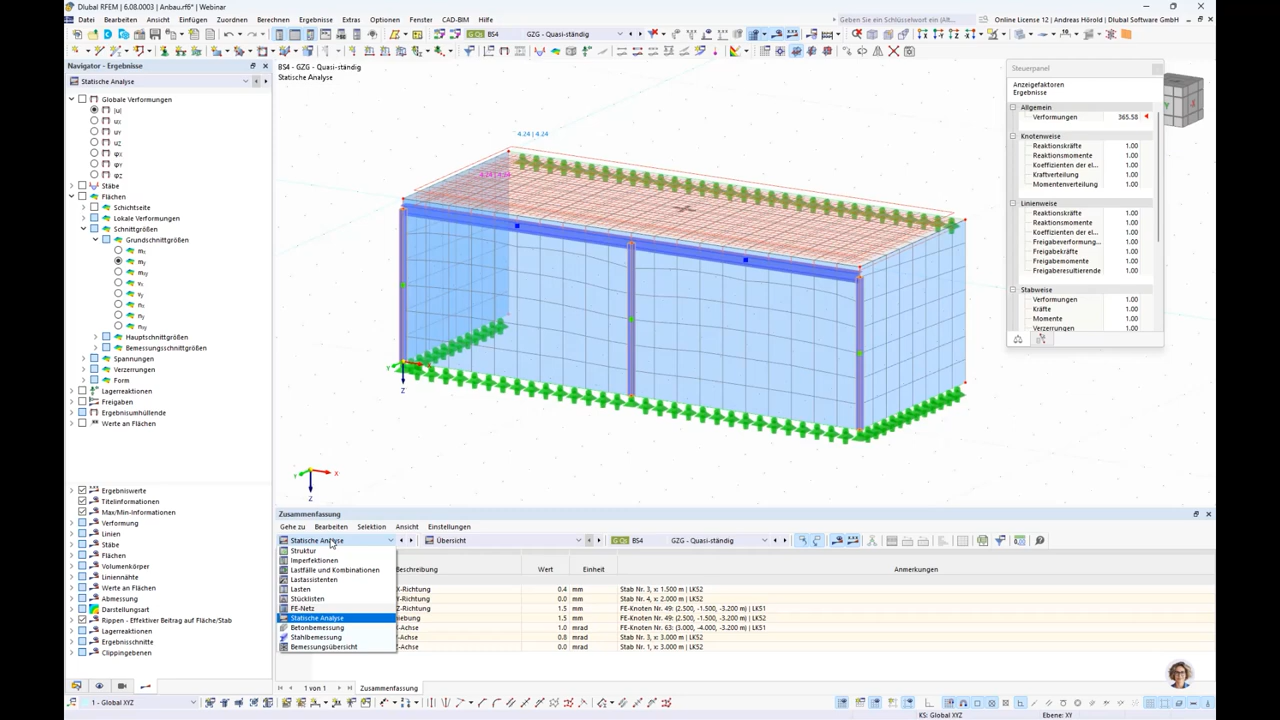 Dlubal RFEM | 6.08.0003 | Anbau.rf6* | Webinar
Datei Bearbeiten Ansicht Einfügen Zuordnen Berechnen Ergebnisse Extras Optionen Fenster CAD-BIM Hilfe
Geben Sie ein Schlüsselwort ein
Online License 12 | Andreas Hörold | Dlubal Software GmbH
GZG BS4 GZG - Quasi-ständig
Navigator - Ergebnisse
Statische Analyse
Globale Verformungen
|u|
ux
uy
uz
φx
φy
φz
Stäbe
Flächen
Schichtseite
Lokale Verformungen
Schnittgrößen
Grundschnittgrößen
mx
my
mxy
vx
vy
nx
ny
nxy
Hauptschnittgrößen
Bemessungsschnittgrößen
Spannungen
Verzerrungen
Form
Lagerreaktionen
Freigaben
Ergebnisumhüllende
Werte an Flächen
Ergebniswerte
Titelinformationen
Max/Min-Informationen
Verformung
Linien
Stäbe
Flächen
Volumenkörper
Liniennähte
Werte an Flächen
Abmessung
Darstellungsart
Rippen - Effektiver Beitrag auf Fläche/Stab
Lagerreaktionen
Ergebnisschnitte
Clippingebenen
BS4 - GZG - Quasi-ständig
Statische Analyse
4.24 | 4.24
4.24 | 4.24
Y
Z
X
Y
Z
Steuerpanel
Anzeigefaktoren
Ergebnisse
Allgemein
Verformungen 365.58
Knotenweise
Reaktionskräfte 1.00
Reaktionsmomente 1.00
Koeffizienten der el... 1.00
Kraftverteilung 1.00
Momentenverteilung 1.00
Linienweise
Reaktionskräfte 1.00
Reaktionsmomente 1.00
Koeffizienten der el... 1.00
Freigabeverformung... 1.00
Freigabekräfte 1.00
Freigabemomente 1.00
Freigaberesultierende 1.00
Stabweise
Verformungen 1.00
Kräfte 1.00
Momente 1.00
Verzerrungen 1.00
Zusammenfassung
Gehe zu Bearbeiten Selektion Ansicht Einstellungen
Statische Analyse Übersicht GZG BS4 GZG - Quasi-ständig
Struktur
Imperfektionen
Lastfälle und Kombinationen
Lastassistenten
Lasten
Stücklisten
FE-Netz
Statische Analyse
Betonbemessung
Stahlbemessung
Bemessungsübersicht
Beschreibung Wert Einheit Anmerkungen
X-Richtung 0.4 mm Stab Nr. 3, x: 1.500 m | LK52
Y-Richtung 0.0 mm Stab Nr. 4, x: 2.000 m | LK52
Z-Richtung 1.5 mm FE-Knoten Nr. 49: (2.500, -1.500, -3.200 m) | LK51
iebung 1.5 mm FE-Knoten Nr. 49: (2.500, -1.500, -3.200 m) | LK51
-Achse 1.0 mrad FE-Knoten Nr. 63: (3.000, -4.000, -3.200 m) | LK51
-Achse 0.8 mrad Stab Nr. 3, x: 3.000 m | LK52
-Achse 0.0 mrad Stab Nr. 1, x: 3.000 m | LK52
1 von 1
Zusammenfassung
1 - Global XYZ
KS: Global XYZ
Ebene: XY